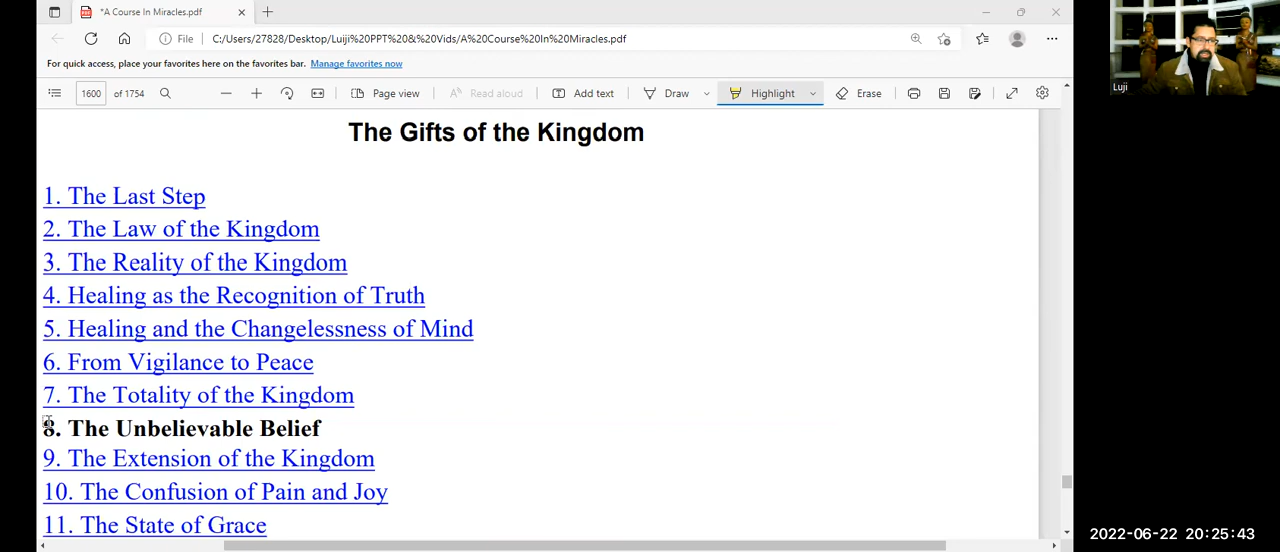 *A Course In Miracles.pdf
File
C:/Users/27828/Desktop/Luiji%20PPT%20&%20Vids/A%20Course%20In%20Miracles.pdf
For quick access, place your favorites here on the favorites bar. Manage favorites now
1600 of 1754
Page view
Read aloud
Add text
Draw
Highlight
Erase
Luji
The Gifts of the Kingdom
1. The Last Step
2. The Law of the Kingdom
3. The Reality of the Kingdom
4. Healing as the Recognition of Truth
5. Healing and the Changelessness of Mind
6. From Vigilance to Peace
7. The Totality of the Kingdom
8. The Unbelievable Belief
9. The Extension of the Kingdom
10. The Confusion of Pain and Joy
11. The State of Grace
2022-06-22 20:25:43